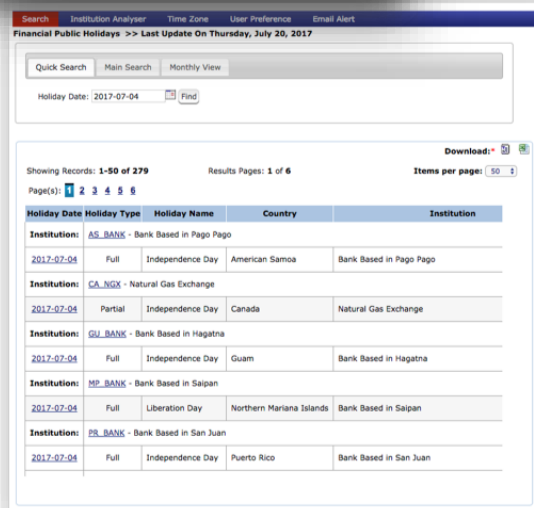 Search Institution Analyser Time Zone User Preference Email Alert
Financial Public Holidays >> Last Update On Thursday, July 20, 2017
Quick Search Main Search Monthly View
Holiday Date: 2017-07-04 Find
Download:*
Showing Records: 1-50 of 279 Results Pages: 1 of 6 Items per page: 50
Page(s): 1 2 3 4 5 6
Holiday Date Holiday Type Holiday Name Country Institution
Institution: AS_BANK - Bank Based in Pago Pago
2017-07-04 Full Independence Day American Samoa Bank Based in Pago Pago
Institution: CA_NGX - Natural Gas Exchange
2017-07-04 Partial Independence Day Canada Natural Gas Exchange
Institution: GU_BANK - Bank Based in Hagatna
2017-07-04 Full Independence Day Guam Bank Based in Hagatna
Institution: MP_BANK - Bank Based in Saipan
2017-07-04 Full Liberation Day Northern Mariana Islands Bank Based in Saipan
Institution: PR_BANK - Bank Based in San Juan
2017-07-04 Full Independence Day Puerto Rico Bank Based in San Juan